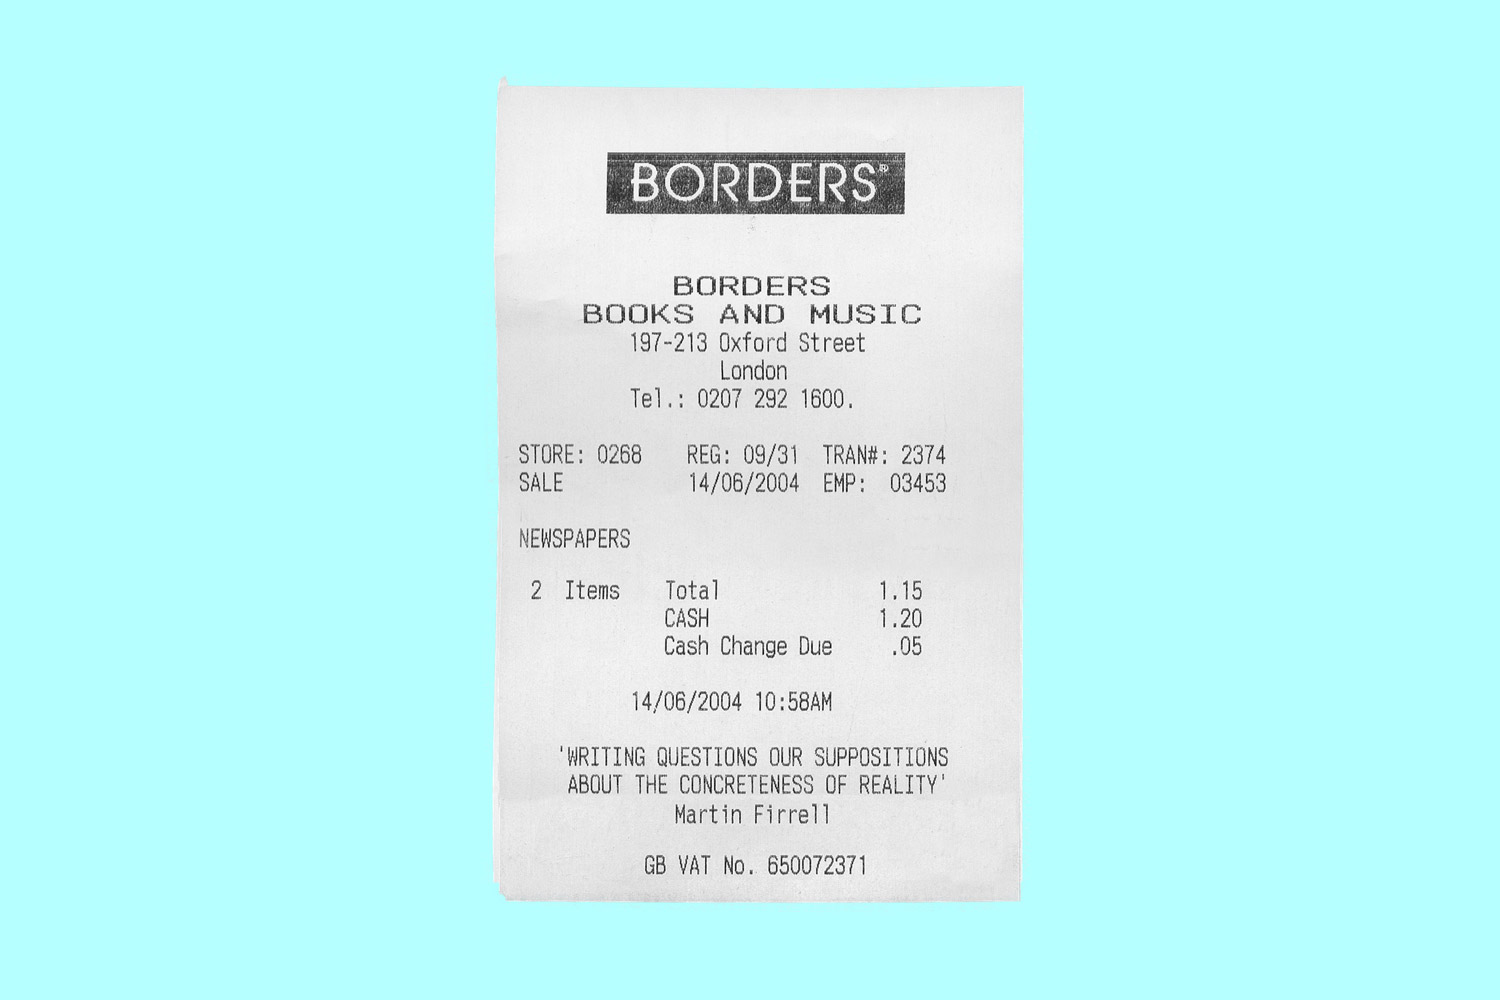 BORDERS®
BORDERS
BOOKS AND MUSIC
197-213 Oxford Street
London
Tel.: 0207 292 1600.
STORE: 0268 REG: 09/31 TRAN#: 2374
SALE 14/06/2004 EMP: 03453
NEWSPAPERS
2 Items Total 1.15
CASH 1.20
Cash Change Due .05
14/06/2004 10:58AM
'WRITING QUESTIONS OUR SUPPOSITIONS
ABOUT THE CONCRETENESS OF REALITY'
Martin Firrell
GB VAT No. 650072371